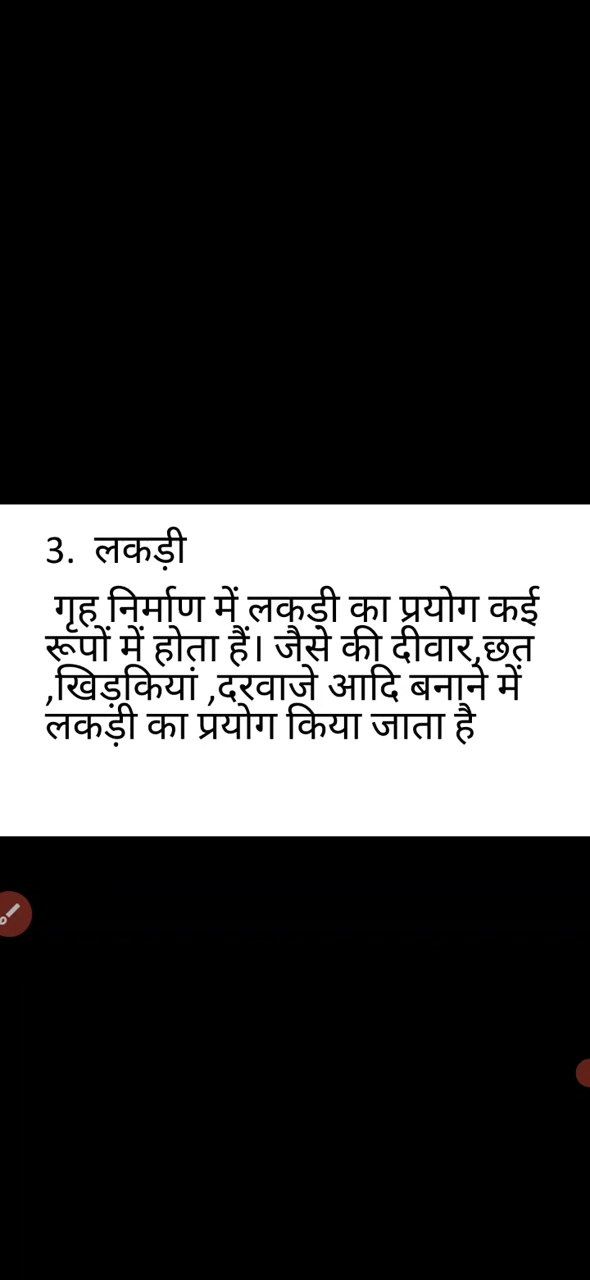 3. लकड़ी
गृह निर्माण में लकड़ी का प्रयोग कई
रूपों में होता हैं। जैसे की दीवार,छत
,खिड़कियां ,दरवाजे आदि बनाने में
लकड़ी का प्रयोग किया जाता है